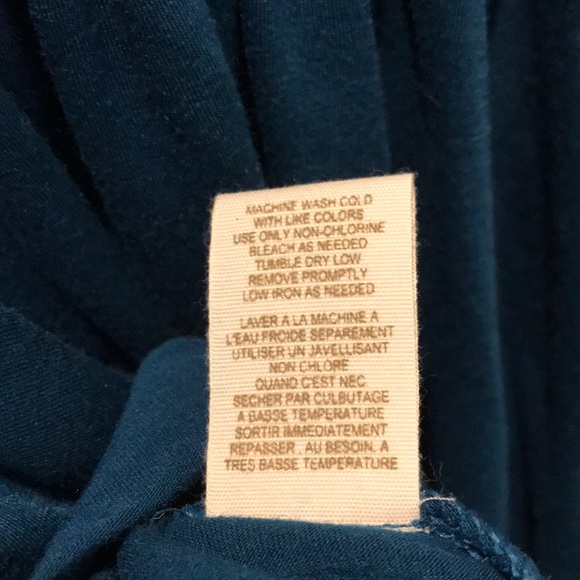 MACHINE WASH COLD
WITH LIKE COLORS
USE ONLY NON-CHLORINE
BLEACH AS NEEDED
TUMBLE DRY LOW
REMOVE PROMPTLY
LOW IRON AS NEEDED
LAVER A LA MACHINE A
L'EAU FROIDE SEPAREMENT
UTILISER UN JAVELLISANT
NON CHLORE
QUAND C'EST NEC
SECHER PAR CULBUTAGE
A BASSE TEMPERATURE
SORTIR IMMEDIATEMENT
REPASSER , AU BESOIN, A
TRES BASSE TEMPERATURE